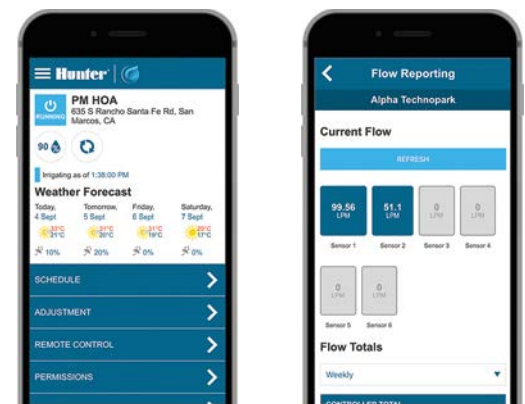 Hunter
PM HOA
635 S Rancho Santa Fe Rd, San
Marcos, CA
RUNNING
90
Irrigating as of 1:38:00 PM
Weather Forecast
Today, Tomorrow, Friday, Saturday,
4 Sept 5 Sept 6 Sept 7 Sept
10% 20% 0% 0%
SCHEDULE
ADJUSTMENT
REMOTE CONTROL
PERMISSIONS
Flow Reporting
Alpha Technopark
Current Flow
REFRESH
99.56 51.1 0 0
LPM LPM LPM LPM
Sensor 1 Sensor 2 Sensor 3 Sensor 4
0 0
LPM LPM
Sensor 5 Sensor 6
Flow Totals
Weekly
CONTROLLER TOTAL